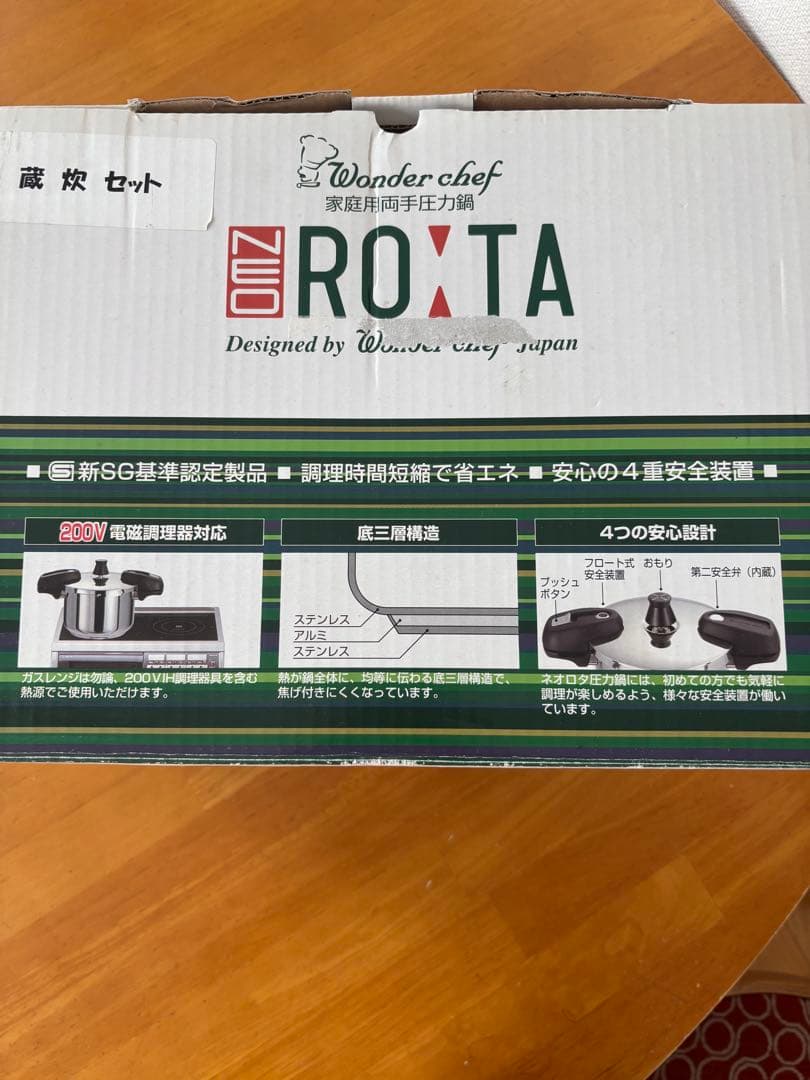 蔵 炊 セット
Wonder chef
家庭用両手圧力鍋
NEO ROTA
Designed by Wonder chef Japan
■ 新SG基準認定製品 ■ 調理時間短縮で省エネ ■ 安心の4重安全装置 ■
200V電磁調理器対応
ガスレンジは勿論、200VIH調理器具を含む
熱源でご使用いただけます。
底三層構造
ステンレス
アルミ
ステンレス
熱が鍋全体に、均等に伝わる底三層構造で、
焦げ付きにくくなっています。
4つの安心設計
プッシュ
ボタン
フロート式
安全装置
おもり
第二安全弁（内蔵）
ネオロタ圧力鍋には、初めての方でも気軽に
調理が楽しめるよう、様々な安全装置が働い
ています。